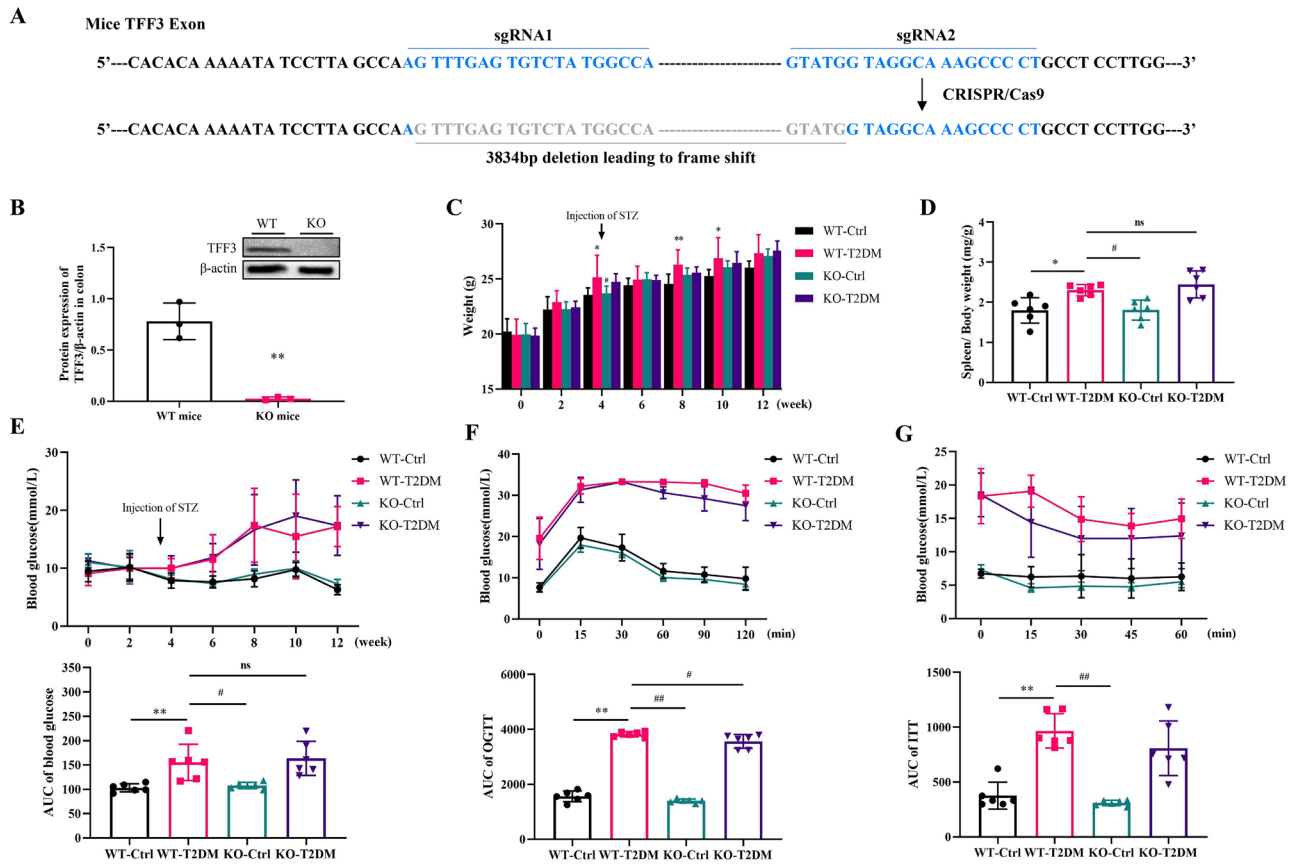 A
Mice TFF3 Exon
sgRNA1
sgRNA2
5’---CACACA AAAATA TCCTTA GCCAAGTTTGAG TGTCTA TGGCCA ---------------------- GTATGG TAGGCA AAGCCC CTGCCT CCTTGG---3’
CRISPR/Cas9
5’---CACACA AAAATA TCCTTA GCCAAGTTTGAG TGTCTA TGGCCA ---------------------- GTATGG TAGGCA AAGCCC CTGCCT CCTTGG---3’
3834bp deletion leading to frame shift
B
WT KO
TFF3
β-actin
Protein expression of
TFF3/β-actin in colon
1.5
1.0
0.5
0.0
**
WT mice KO mice
C
Injection of STZ
Weight (g)
30
25
20
15
* # ** *
0 2 4 6 8 10 12 (week)
WT-Ctrl
WT-T2DM
KO-Ctrl
KO-T2DM
D
Spleen/ Body weight (mg/g)
4
3
2
1
0
ns
#
*
WT-Ctrl WT-T2DM KO-Ctrl KO-T2DM
E
Blood glucose(mmol/L)
30
20
10
0
Injection of STZ
0 2 4 6 8 10 12 (week)
WT-Ctrl
WT-T2DM
KO-Ctrl
KO-T2DM
AUC of blood glucose
350
300
250
200
150
100
50
0
ns
#
**
WT-Ctrl WT-T2DM KO-Ctrl KO-T2DM
F
Blood glucose(mmol/L)
40
30
20
10
0
0 15 30 60 90 120 (min)
WT-Ctrl
WT-T2DM
KO-Ctrl
KO-T2DM
AUC of OGTT
6000
4000
2000
0
#
##
**
WT-Ctrl WT-T2DM KO-Ctrl KO-T2DM
G
Blood glucose(mmol/L)
25
20
15
10
5
0
0 15 30 45 60 (min)
WT-Ctrl
WT-T2DM
KO-Ctrl
KO-T2DM
AUC of ITT
1500
1000
500
0
**
##
WT-Ctrl WT-T2DM KO-Ctrl KO-T2DM